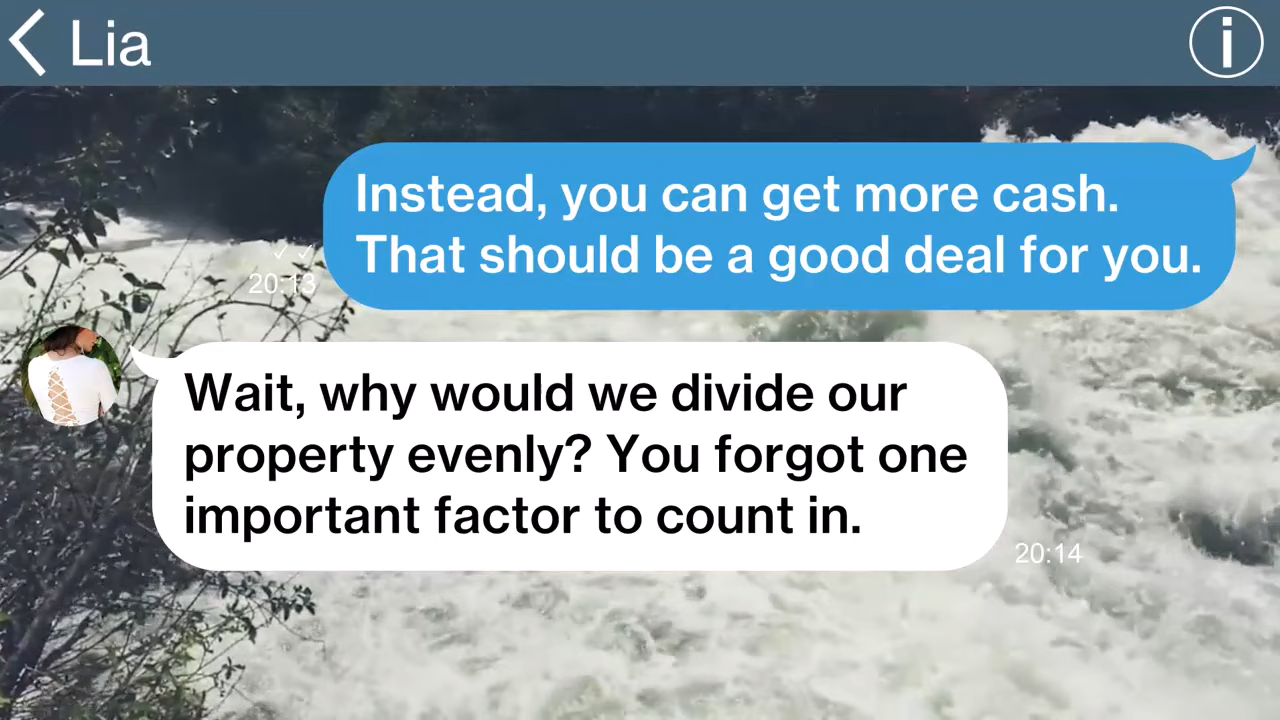 Lia
Instead, you can get more cash.
That should be a good deal for you.
20:13
Wait, why would we divide our
property evenly? You forgot one
important factor to count in.
20:14